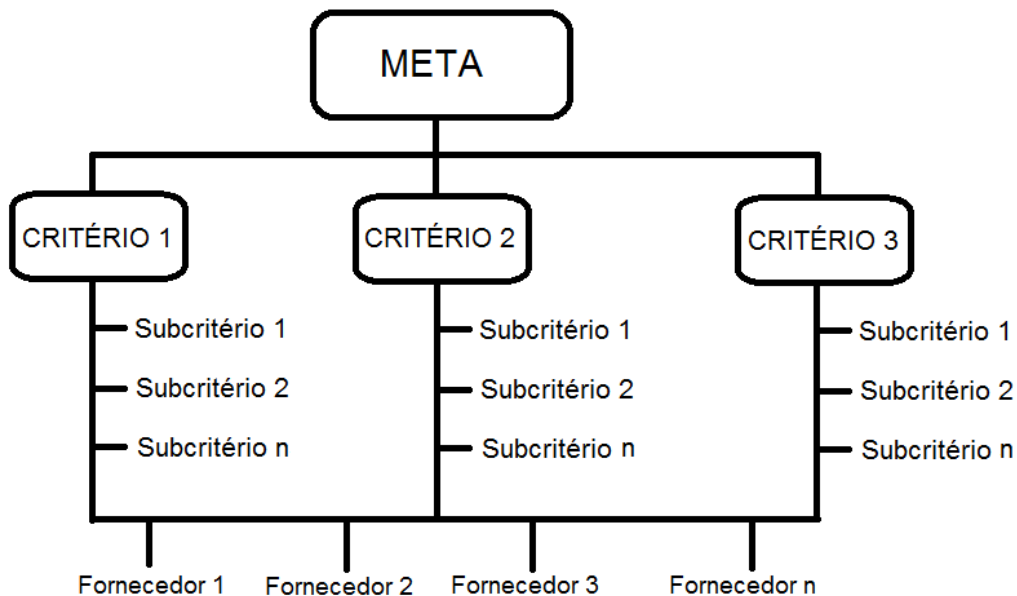 META
CRITÉRIO 1
CRITÉRIO 2
CRITÉRIO 3
Subcritério 1
Subcritério 2
Subcritério n
Subcritério 1
Subcritério 2
Subcritério n
Subcritério 1
Subcritério 2
Subcritério n
Fornecedor 1
Fornecedor 2
Fornecedor 3
Fornecedor n